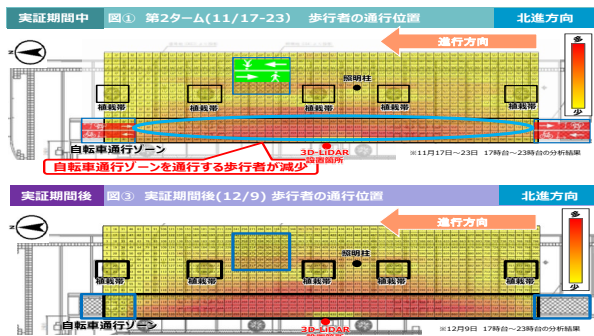 実証期間中 図① 第2ターム(11/17-23) 歩行者の通行位置 北進方向
進行方向
多
照明柱
植栽帯 植栽帯 植栽帯 植栽帯 植栽帯
少
自転車通行ゾーン
3D-LiDAR
設置箇所
※11月17日～23日 17時台～23時台の分析結果
自転車通行ゾーンを通行する歩行者が減少
実証期間後 図③ 実証期間後(12/9) 歩行者の通行位置 北進方向
進行方向
多
照明柱
植栽帯 植栽帯 植栽帯 植栽帯 植栽帯
少
自転車通行ゾーン
3D-LiDAR
※12月9日 17時台～23時台の分析結果